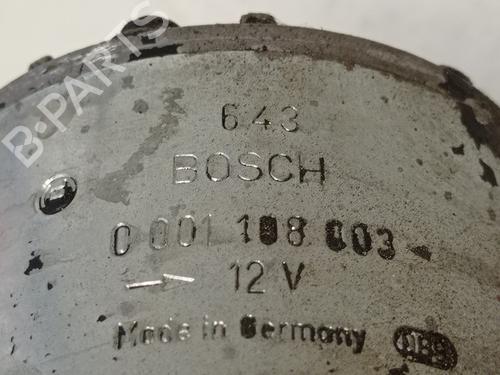 B-PARTS
643
BOSCH
0 001 108 003
12 V
Made in Germany